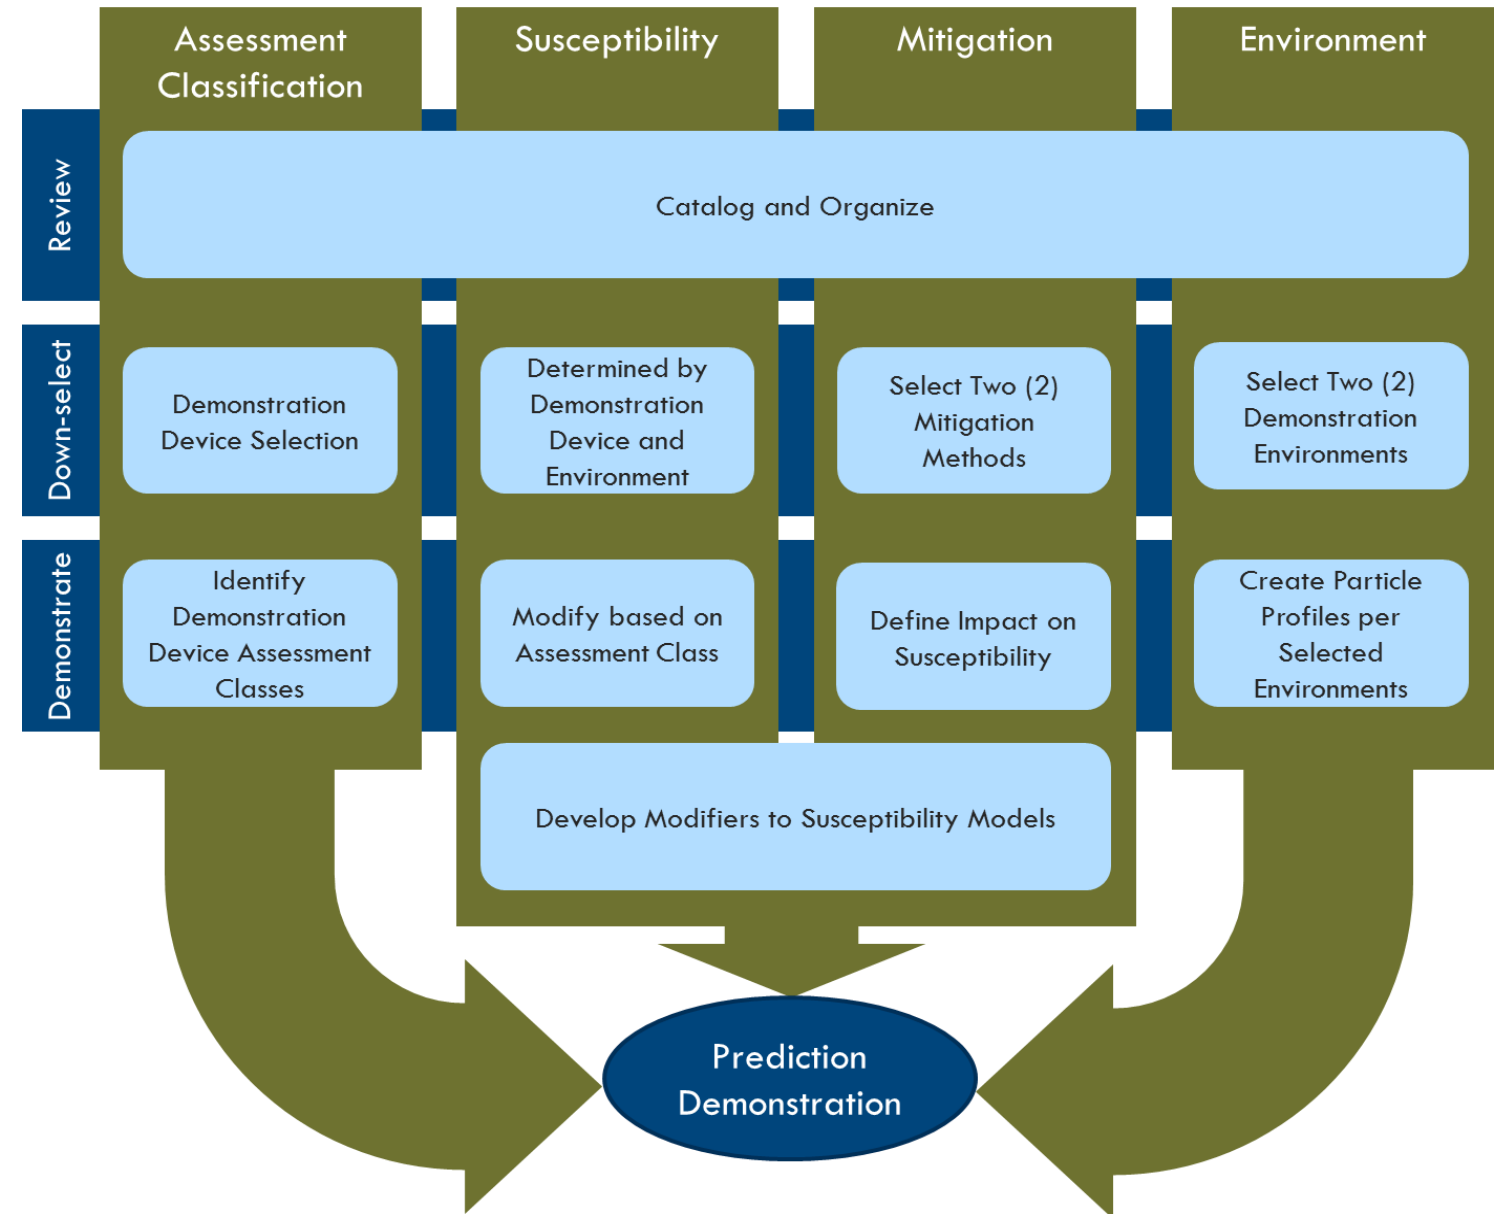 Assessment
Classification
Susceptibility
Mitigation
Environment
Review
Catalog and Organize
Down-select
Demonstration
Device Selection
Determined by
Demonstration
Device and
Environment
Select Two (2)
Mitigation
Methods
Select Two (2)
Demonstration
Environments
Demonstrate
Identify
Demonstration
Device Assessment
Classes
Modify based on
Assessment Class
Define Impact on
Susceptibility
Create Particle
Profiles per
Selected
Environments
Develop Modifiers to Susceptibility Models
Prediction
Demonstration